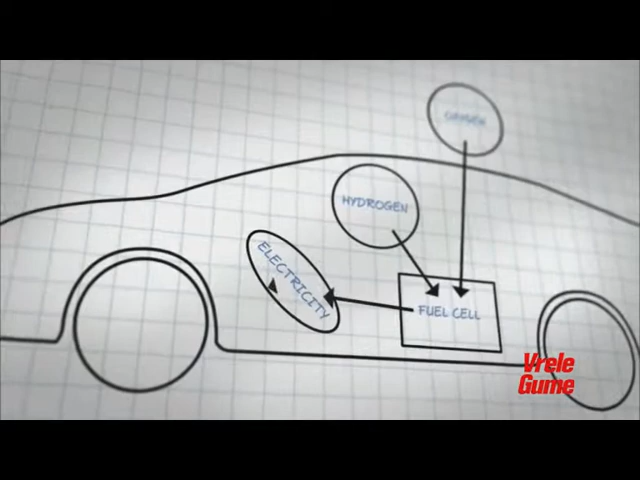 OXYGEN
HYDROGEN
ELECTRICITY
FUEL CELL
Vrele
Gume